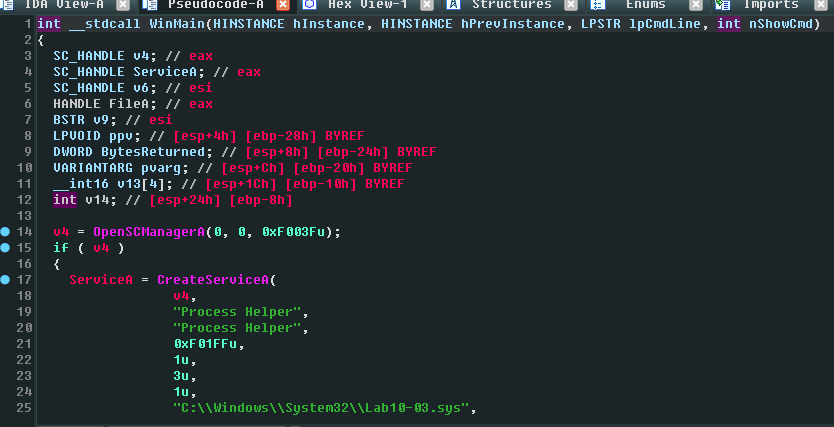 IDA View-A Pseudocode-A Hex View-1 Structures Enums Imports
1 int __stdcall WinMain(HINSTANCE hInstance, HINSTANCE hPrevInstance, LPSTR lpCmdLine, int nShowCmd)
2 {
3 SC_HANDLE v4; // eax
4 SC_HANDLE ServiceA; // eax
5 SC_HANDLE v6; // esi
6 HANDLE FileA; // eax
7 BSTR v9; // esi
8 LPVOID ppv; // [esp+4h] [ebp-28h] BYREF
9 DWORD BytesReturned; // [esp+8h] [ebp-24h] BYREF
10 VARIANTARG pvarg; // [esp+Ch] [ebp-20h] BYREF
11 __int16 v13[4]; // [esp+1Ch] [ebp-10h] BYREF
12 int v14; // [esp+24h] [ebp-8h]
13
14 v4 = OpenSCManagerA(0, 0, 0xF003Fu);
15 if ( v4 )
16 {
17 ServiceA = CreateServiceA(
18 v4,
19 "Process Helper",
20 "Process Helper",
21 0xF01FFu,
22 1u,
23 3u,
24 1u,
25 "C:\\Windows\\System32\\Lab10-03.sys",